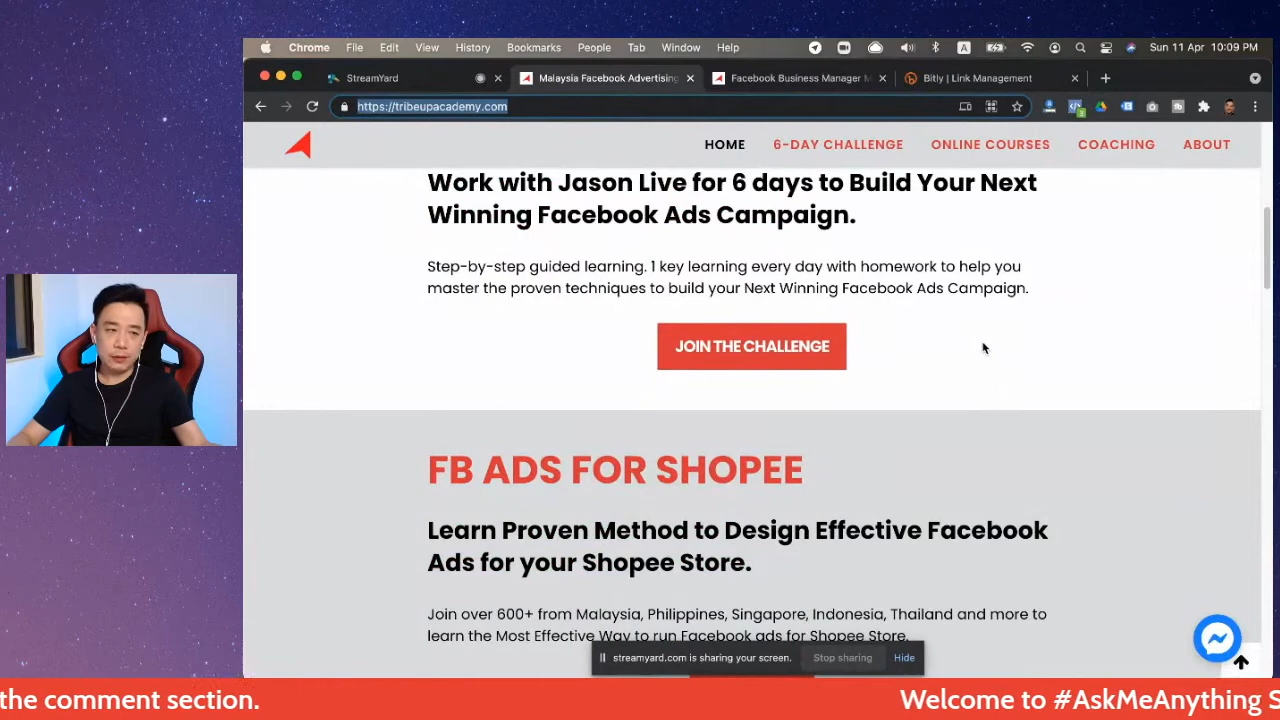 Chrome File Edit View History Bookmarks People Tab Window Help A Sun 11 Apr 10:09 PM
StreamYard Malaysia Facebook Advertising Facebook Business Manager M Bitly | Link Management
https://tribeupacademy.com
HOME 6-DAY CHALLENGE ONLINE COURSES COACHING ABOUT
Work with Jason Live for 6 days to Build Your Next
Winning Facebook Ads Campaign.
Step-by-step guided learning. 1 key learning every day with homework to help you
master the proven techniques to build your Next Winning Facebook Ads Campaign.
JOIN THE CHALLENGE
FB ADS FOR SHOPEE
Learn Proven Method to Design Effective Facebook
Ads for your Shopee Store.
Join over 600+ from Malaysia, Philippines, Singapore, Indonesia, Thailand and more to
learn the Most Effective Way to run Facebook ads for Shopee Store.
streamyard.com is sharing your screen. Stop sharing Hide
the comment section. Welcome to #AskMeAnything S